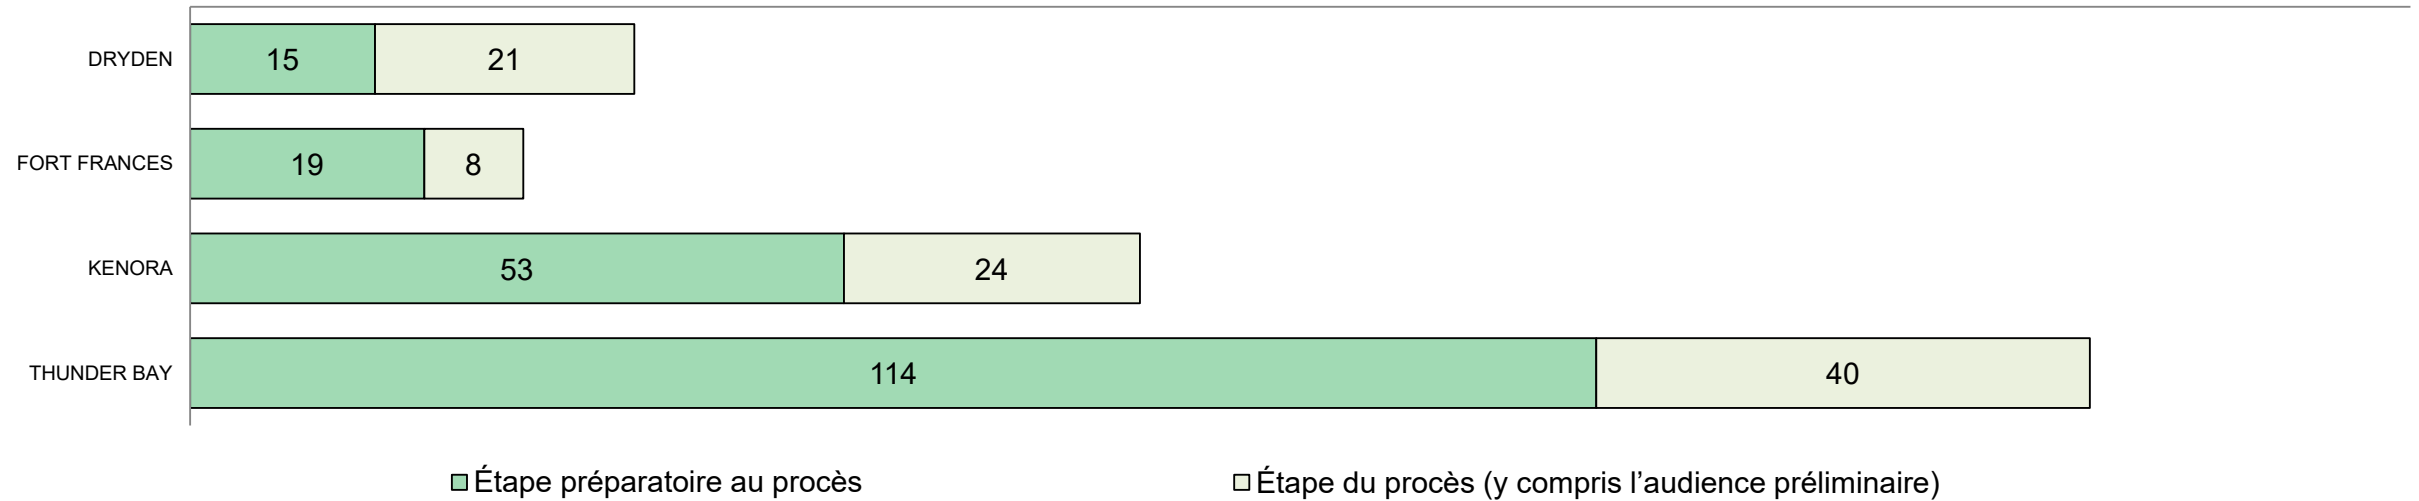 DRYDEN 15 21
FORT FRANCES 19 8
KENORA 53 24
THUNDER BAY 114 40
Étape préparatoire au procès Étape du procès (y compris l’audience préliminaire)